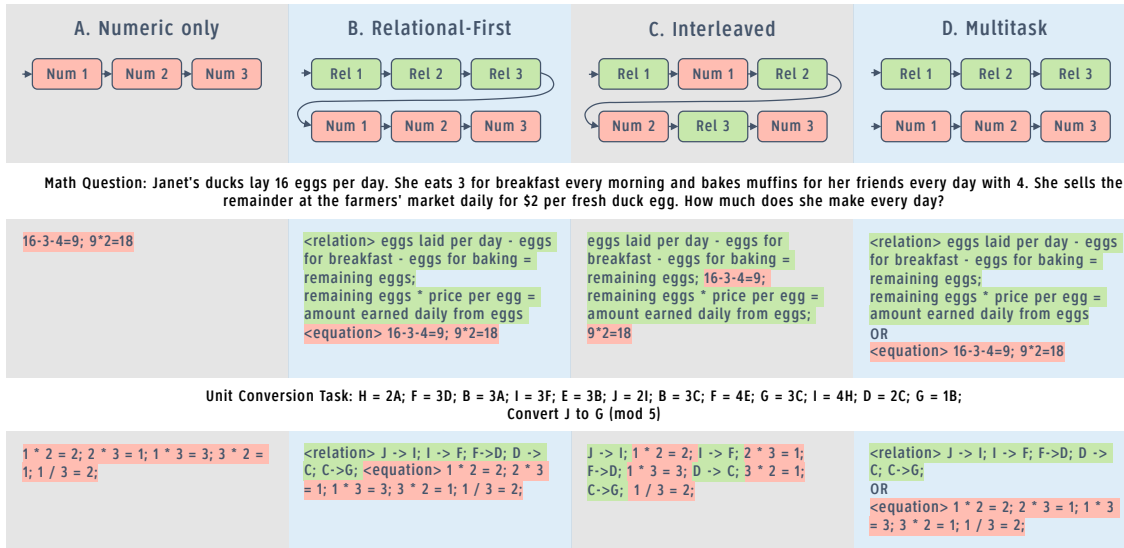 A. Numeric only
Num 1 Num 2 Num 3
B. Relational-First
Rel 1 Rel 2 Rel 3
Num 1 Num 2 Num 3
C. Interleaved
Rel 1 Num 1 Rel 2
Num 2 Rel 3 Num 3
D. Multitask
Rel 1 Rel 2 Rel 3
Num 1 Num 2 Num 3
Math Question: Janet's ducks lay 16 eggs per day. She eats 3 for breakfast every morning and bakes muffins for her friends every day with 4. She sells the
remainder at the farmers' market daily for $2 per fresh duck egg. How much does she make every day?
16-3-4=9; 9*2=18
<relation> eggs laid per day - eggs
for breakfast - eggs for baking =
remaining eggs;
remaining eggs * price per egg =
amount earned daily from eggs
<equation> 16-3-4=9; 9*2=18
eggs laid per day - eggs for
breakfast - eggs for baking =
remaining eggs; 16-3-4=9;
remaining eggs * price per egg =
amount earned daily from eggs;
9*2=18
<relation> eggs laid per day - eggs
for breakfast - eggs for baking =
remaining eggs;
remaining eggs * price per egg =
amount earned daily from eggs
OR
<equation> 16-3-4=9; 9*2=18
Unit Conversion Task: H = 2A; F = 3D; B = 3A; I = 3F; E = 3B; J = 2I; B = 3C; F = 4E; G = 3C; I = 4H; D = 2C; G = 1B;
Convert J to G (mod 5)
1 * 2 = 2; 2 * 3 = 1; 1 * 3 = 3; 3 * 2 =
1; 1 / 3 = 2;
<relation> J -> I; I -> F; F->D; D ->
C; C->G; <equation> 1 * 2 = 2; 2 * 3
= 1; 1 * 3 = 3; 3 * 2 = 1; 1 / 3 = 2;
J -> I; 1 * 2 = 2; I -> F; 2 * 3 = 1;
F->D; 1 * 3 = 3; D -> C; 3 * 2 = 1;
C->G; 1 / 3 = 2;
<relation> J -> I; I -> F; F->D; D ->
C; C->G;
OR
<equation> 1 * 2 = 2; 2 * 3 = 1; 1 * 3
= 3; 3 * 2 = 1; 1 / 3 = 2;